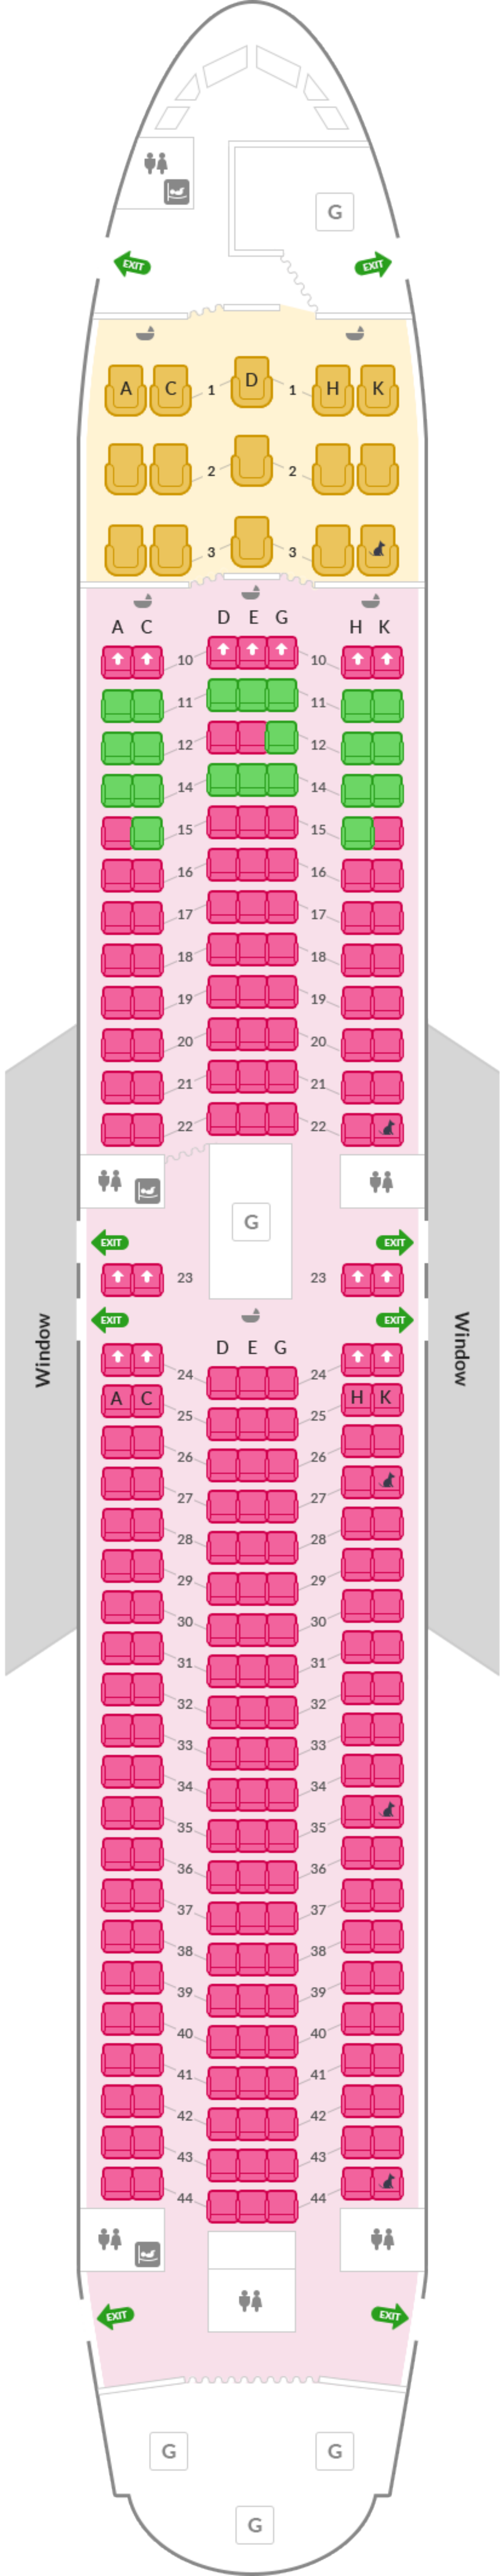 G
EXIT EXIT
A C 1 D 1 H K
2 2
3 3
D E G
A C H K
10 10
11 11
12 12
14 14
15 15
16 16
17 17
18 18
19 19
20 20
21 21
22 22
G
EXIT EXIT
23 23
EXIT EXIT
Window
Window
D E G
24 24
A C H K
25 25
26 26
27 27
28 28
29 29
30 30
31 31
32 32
33 33
34 34
35 35
36 36
37 37
38 38
39 39
40 40
41 41
42 42
43 43
44 44
EXIT EXIT
G G
G